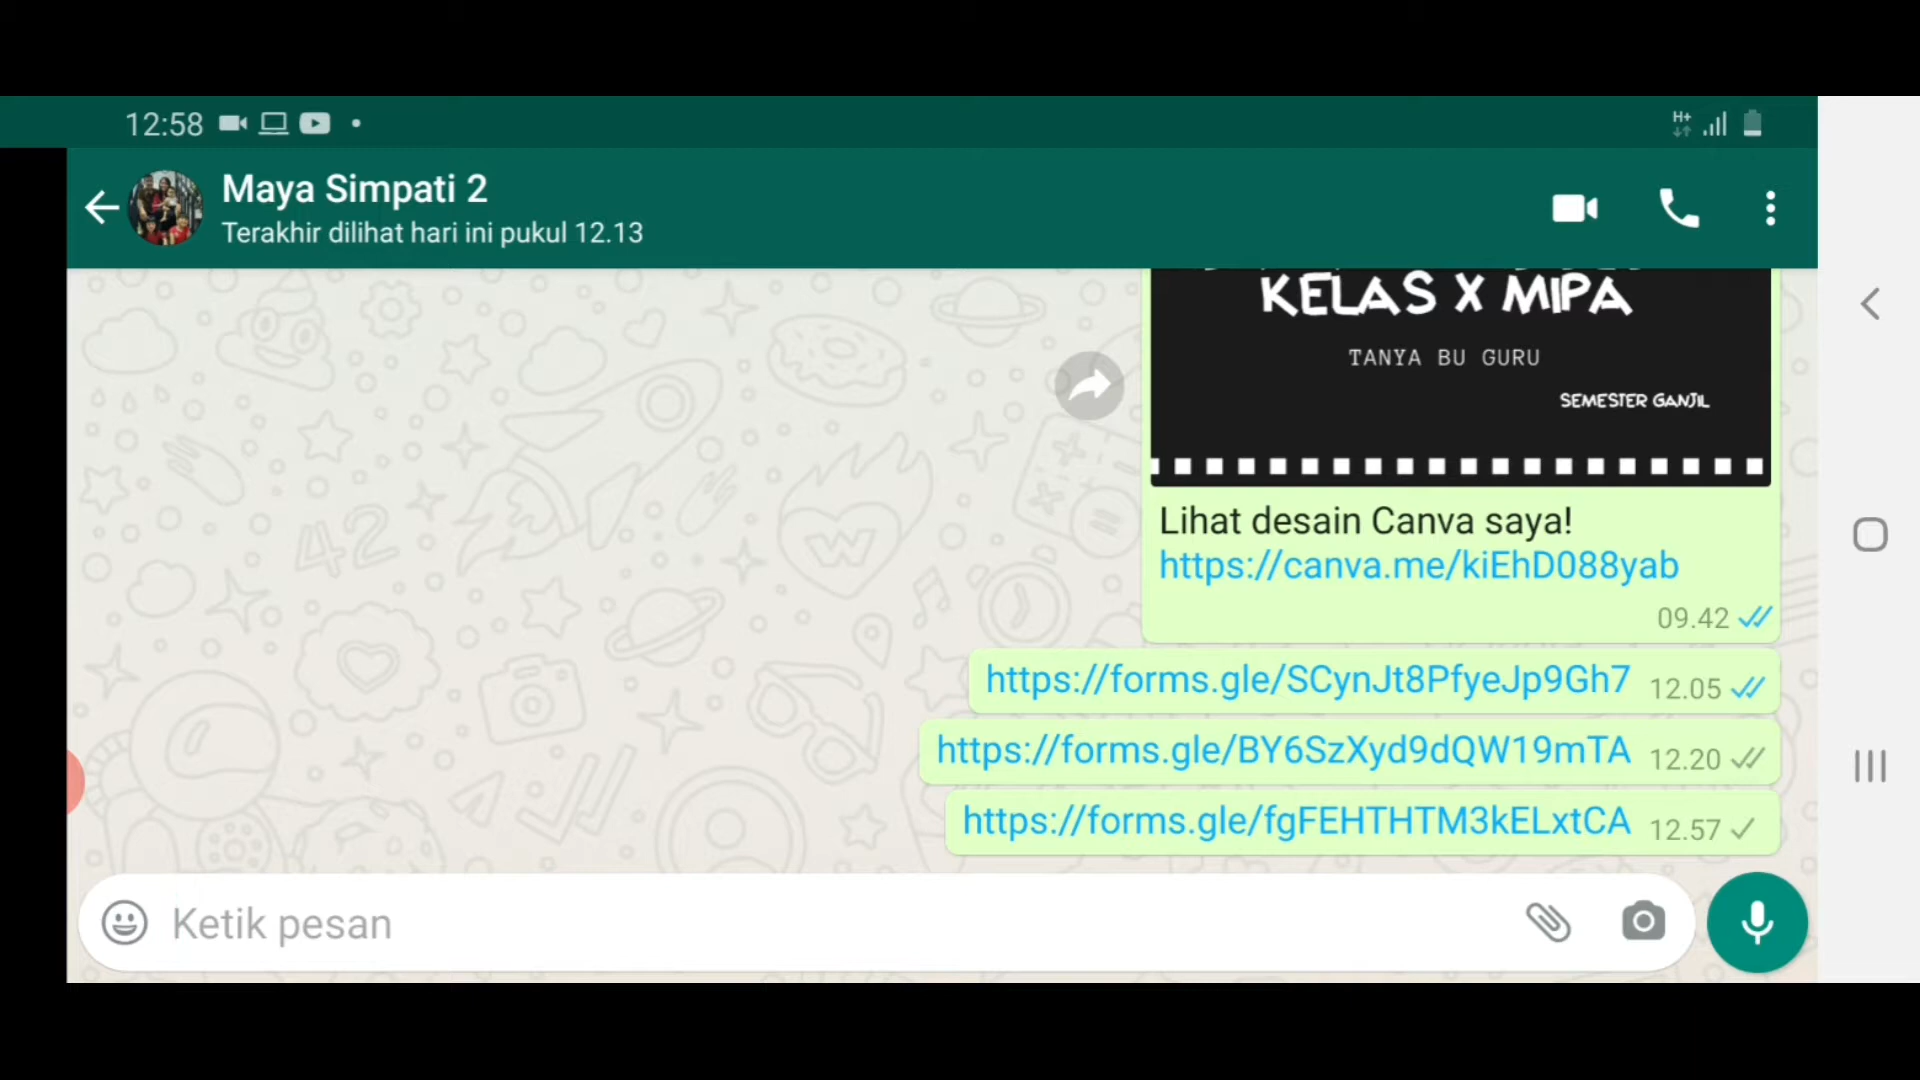 12:58
H+
Maya Simpati 2
Terakhir dilihat hari ini pukul 12.13
KELAS X MIPA
TANYA BU GURU
SEMESTER GANJIL
Lihat desain Canva saya!
https://canva.me/kiEhD088yab
09.42
https://forms.gle/SCynJt8PfyeJp9Gh7 12.05
https://forms.gle/BY6SzXyd9dQW19mTA 12.20
https://forms.gle/fgFEHTHTM3kELxtCA 12.57
Ketik pesan